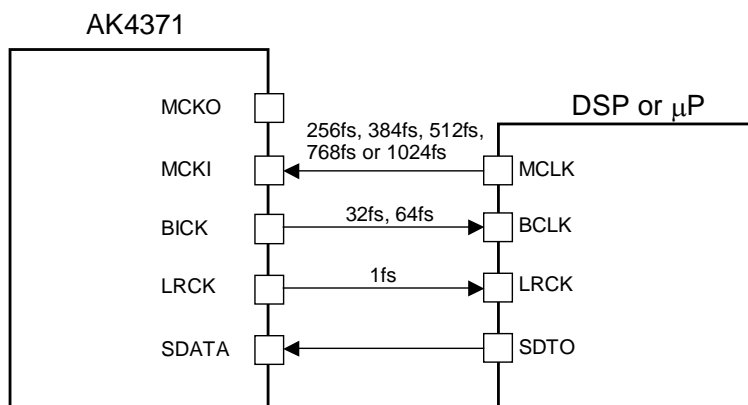 AK4371
DSP or μP
MCKO
256fs, 384fs, 512fs,
768fs or 1024fs
MCKI
MCLK
BICK
32fs, 64fs
BCLK
LRCK
1fs
LRCK
SDATA
SDTO